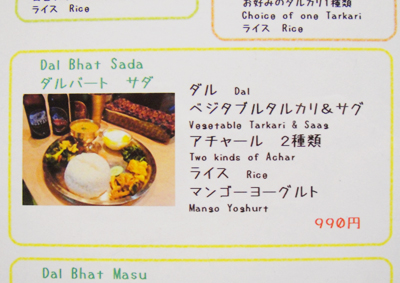 ライス Rice
お好みのタルカリ1種類
Choice of one Tarkari
ライス Rice
Dal Bhat Sada
ダルバート サダ
ダル Dal
ベジタブルタルカリ&サグ
Vegetable Tarkari & Saag
アチャール 2種類
Two kinds of Achar
ライス Rice
マンゴーヨーグルト
Mango Yoghurt
990円
Dal Bhat Masu